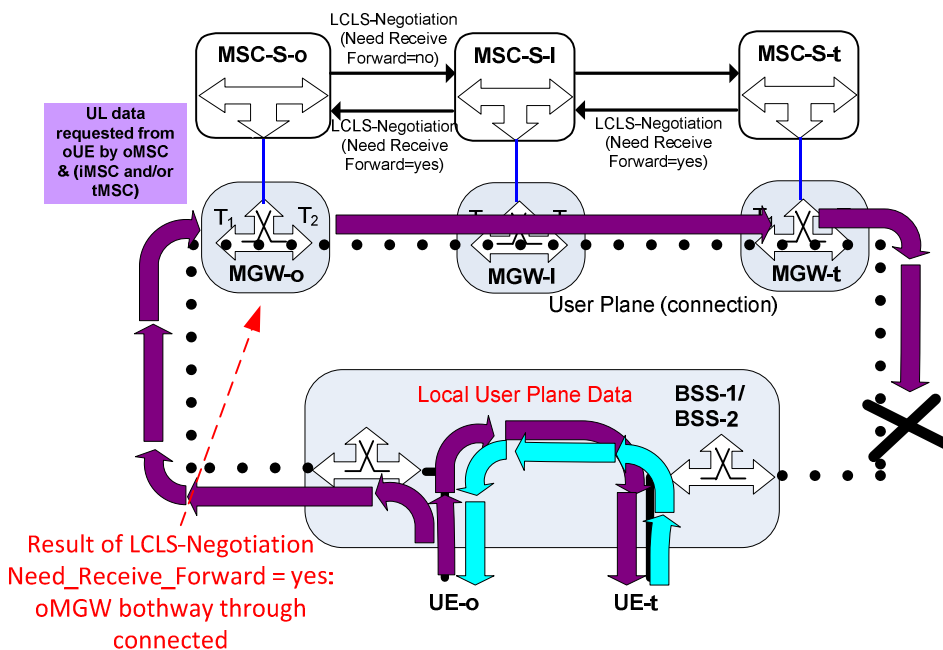 LCLS-Negotiation
(Need Receive
Forward=no)
MSC-S-o
MSC-S-I
MSC-S-t
LCLS-Negotiation
(Need Receive
Forward=yes)
LCLS-Negotiation
(Need Receive
Forward=yes)
UL data
requested from
oUE by oMSC
& (iMSC and/or
tMSC)
T1 T2
MGW-o
MGW-I
MGW-t
User Plane (connection)
Local User Plane Data
BSS-1/
BSS-2
Result of LCLS-Negotiation
Need_Receive_Forward = yes:
oMGW bothway through
connected
UE-o
UE-t